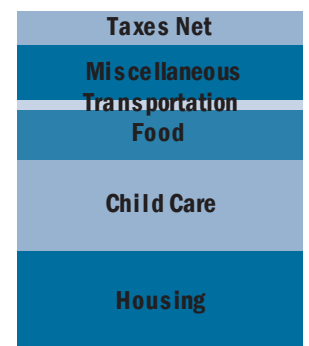 Taxes Net
Miscellaneous
Transportation
Food
Child Care
Housing